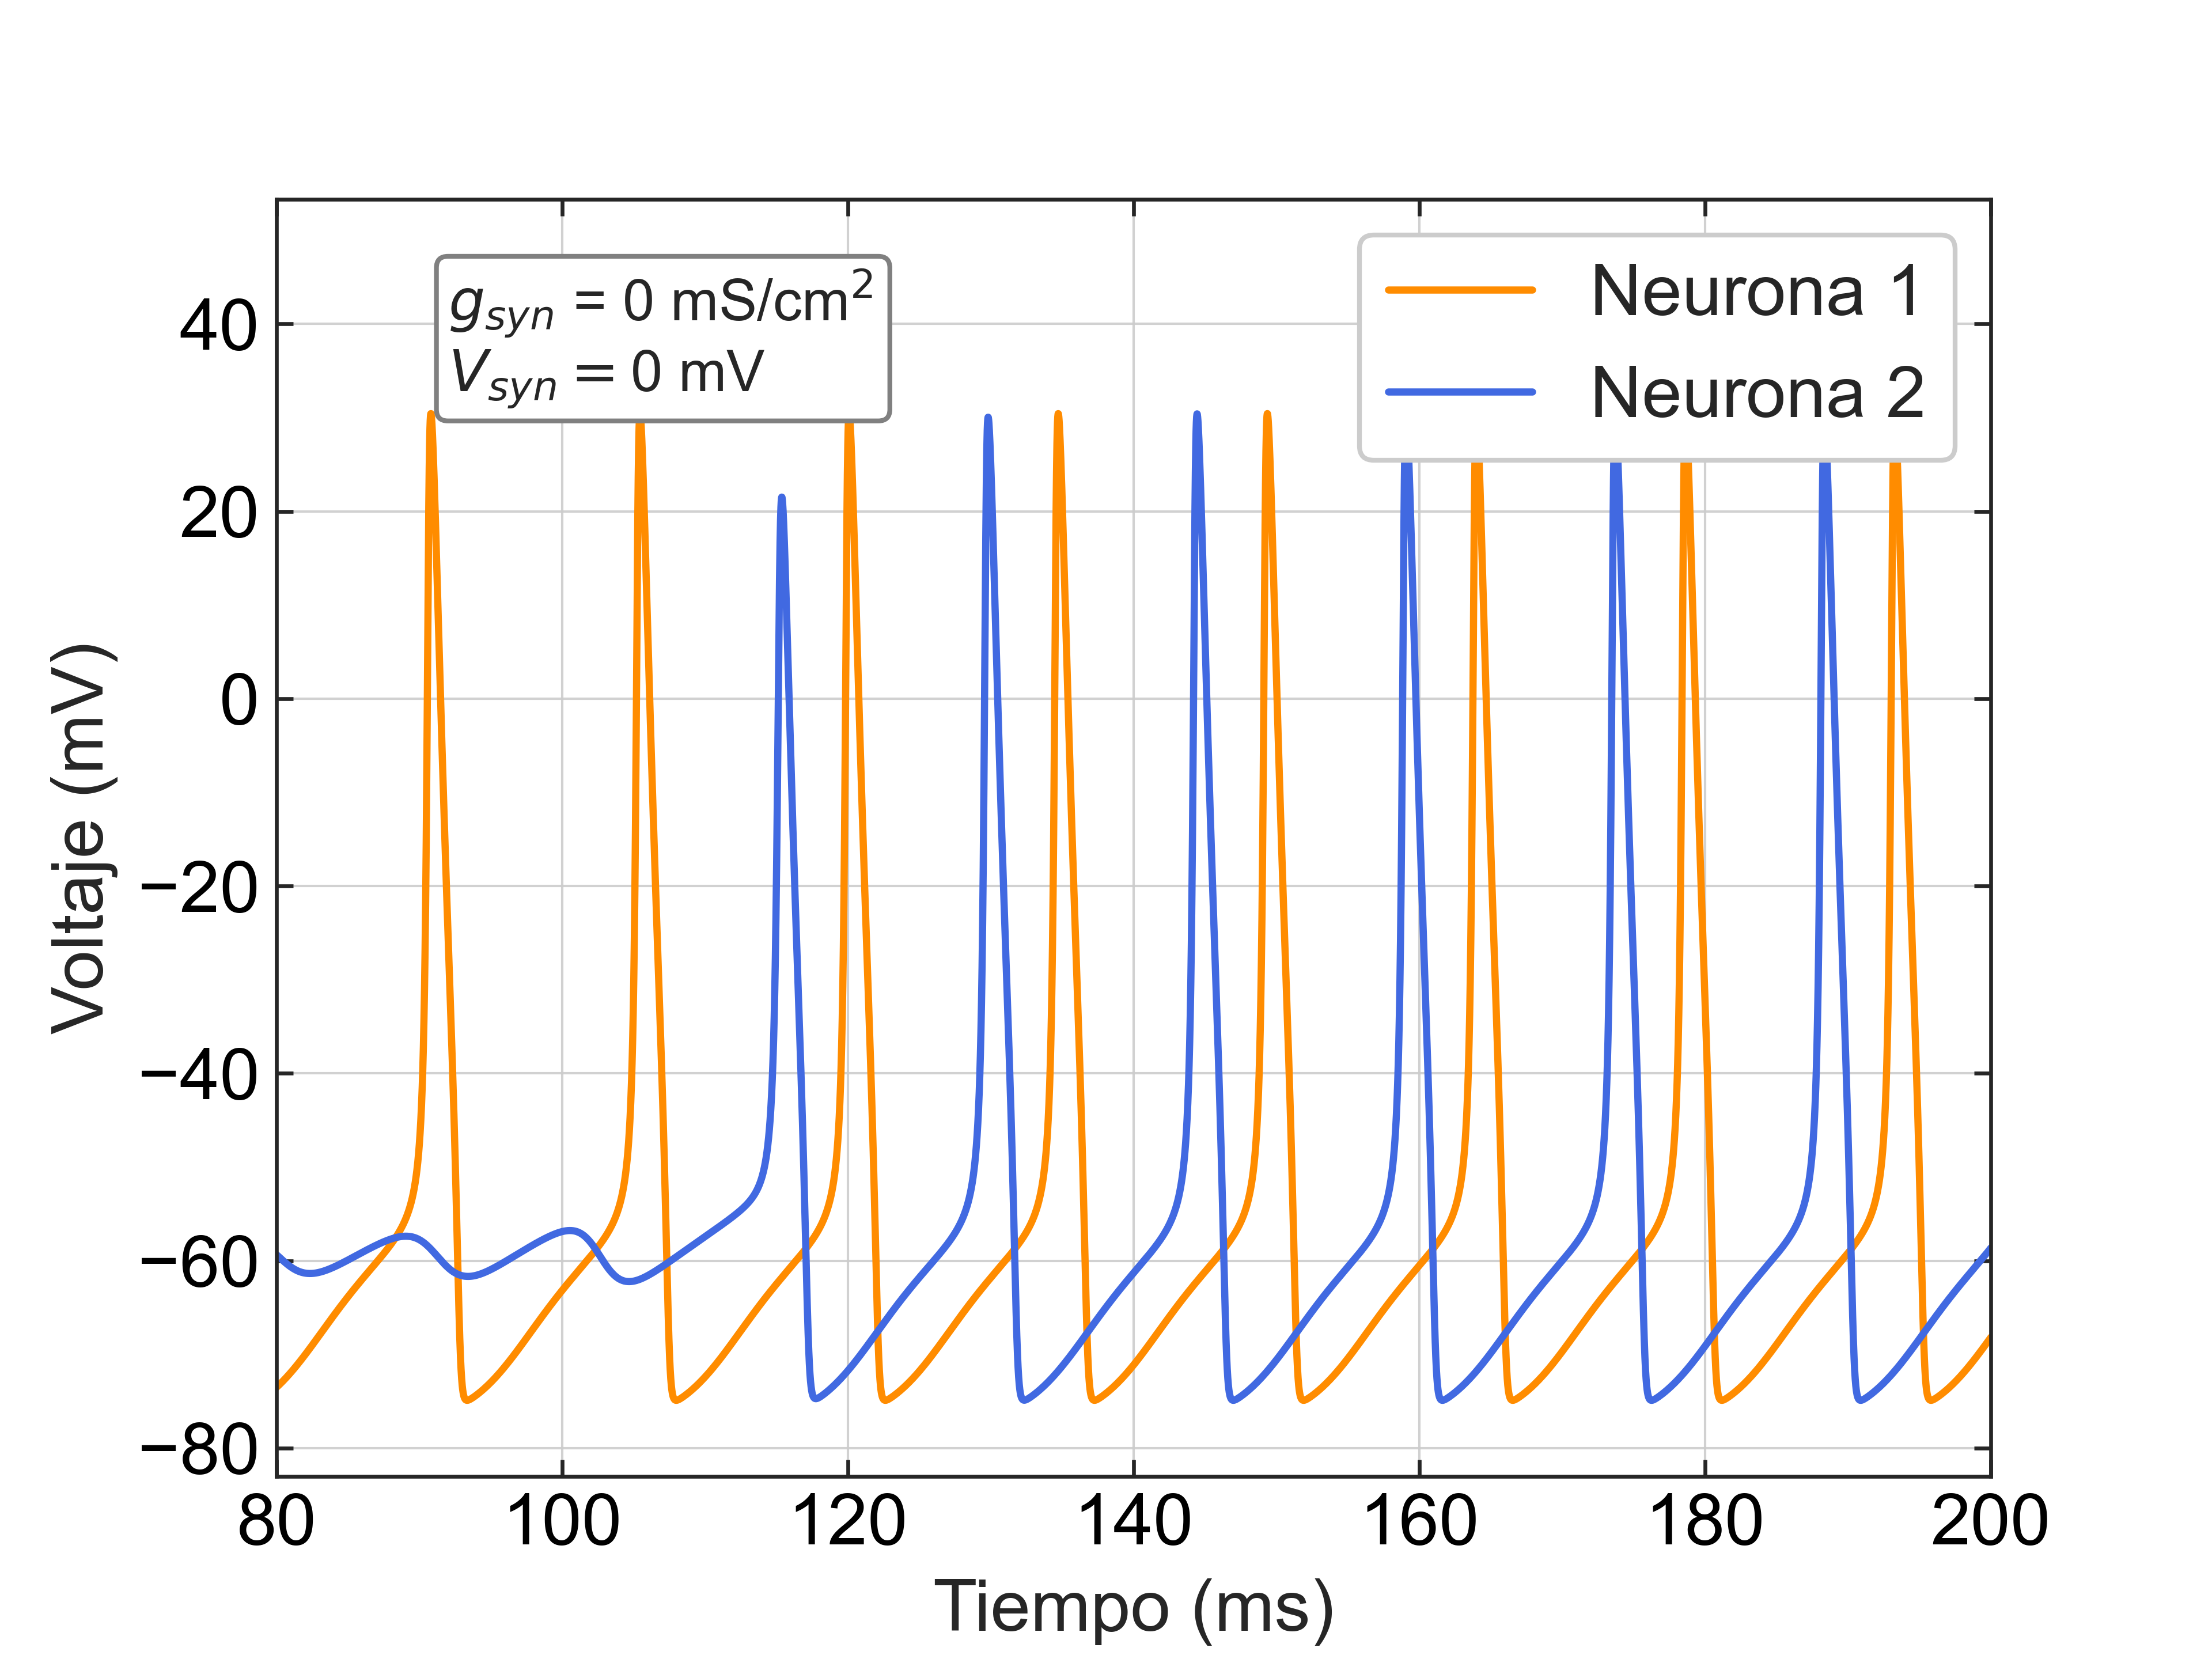 g_syn = 0 mS/cm²
V_syn = 0 mV
Neurona 1
Neurona 2
Voltaje (mV)
40
20
0
−20
−40
−60
−80
80 100 120 140 160 180 200
Tiempo (ms)